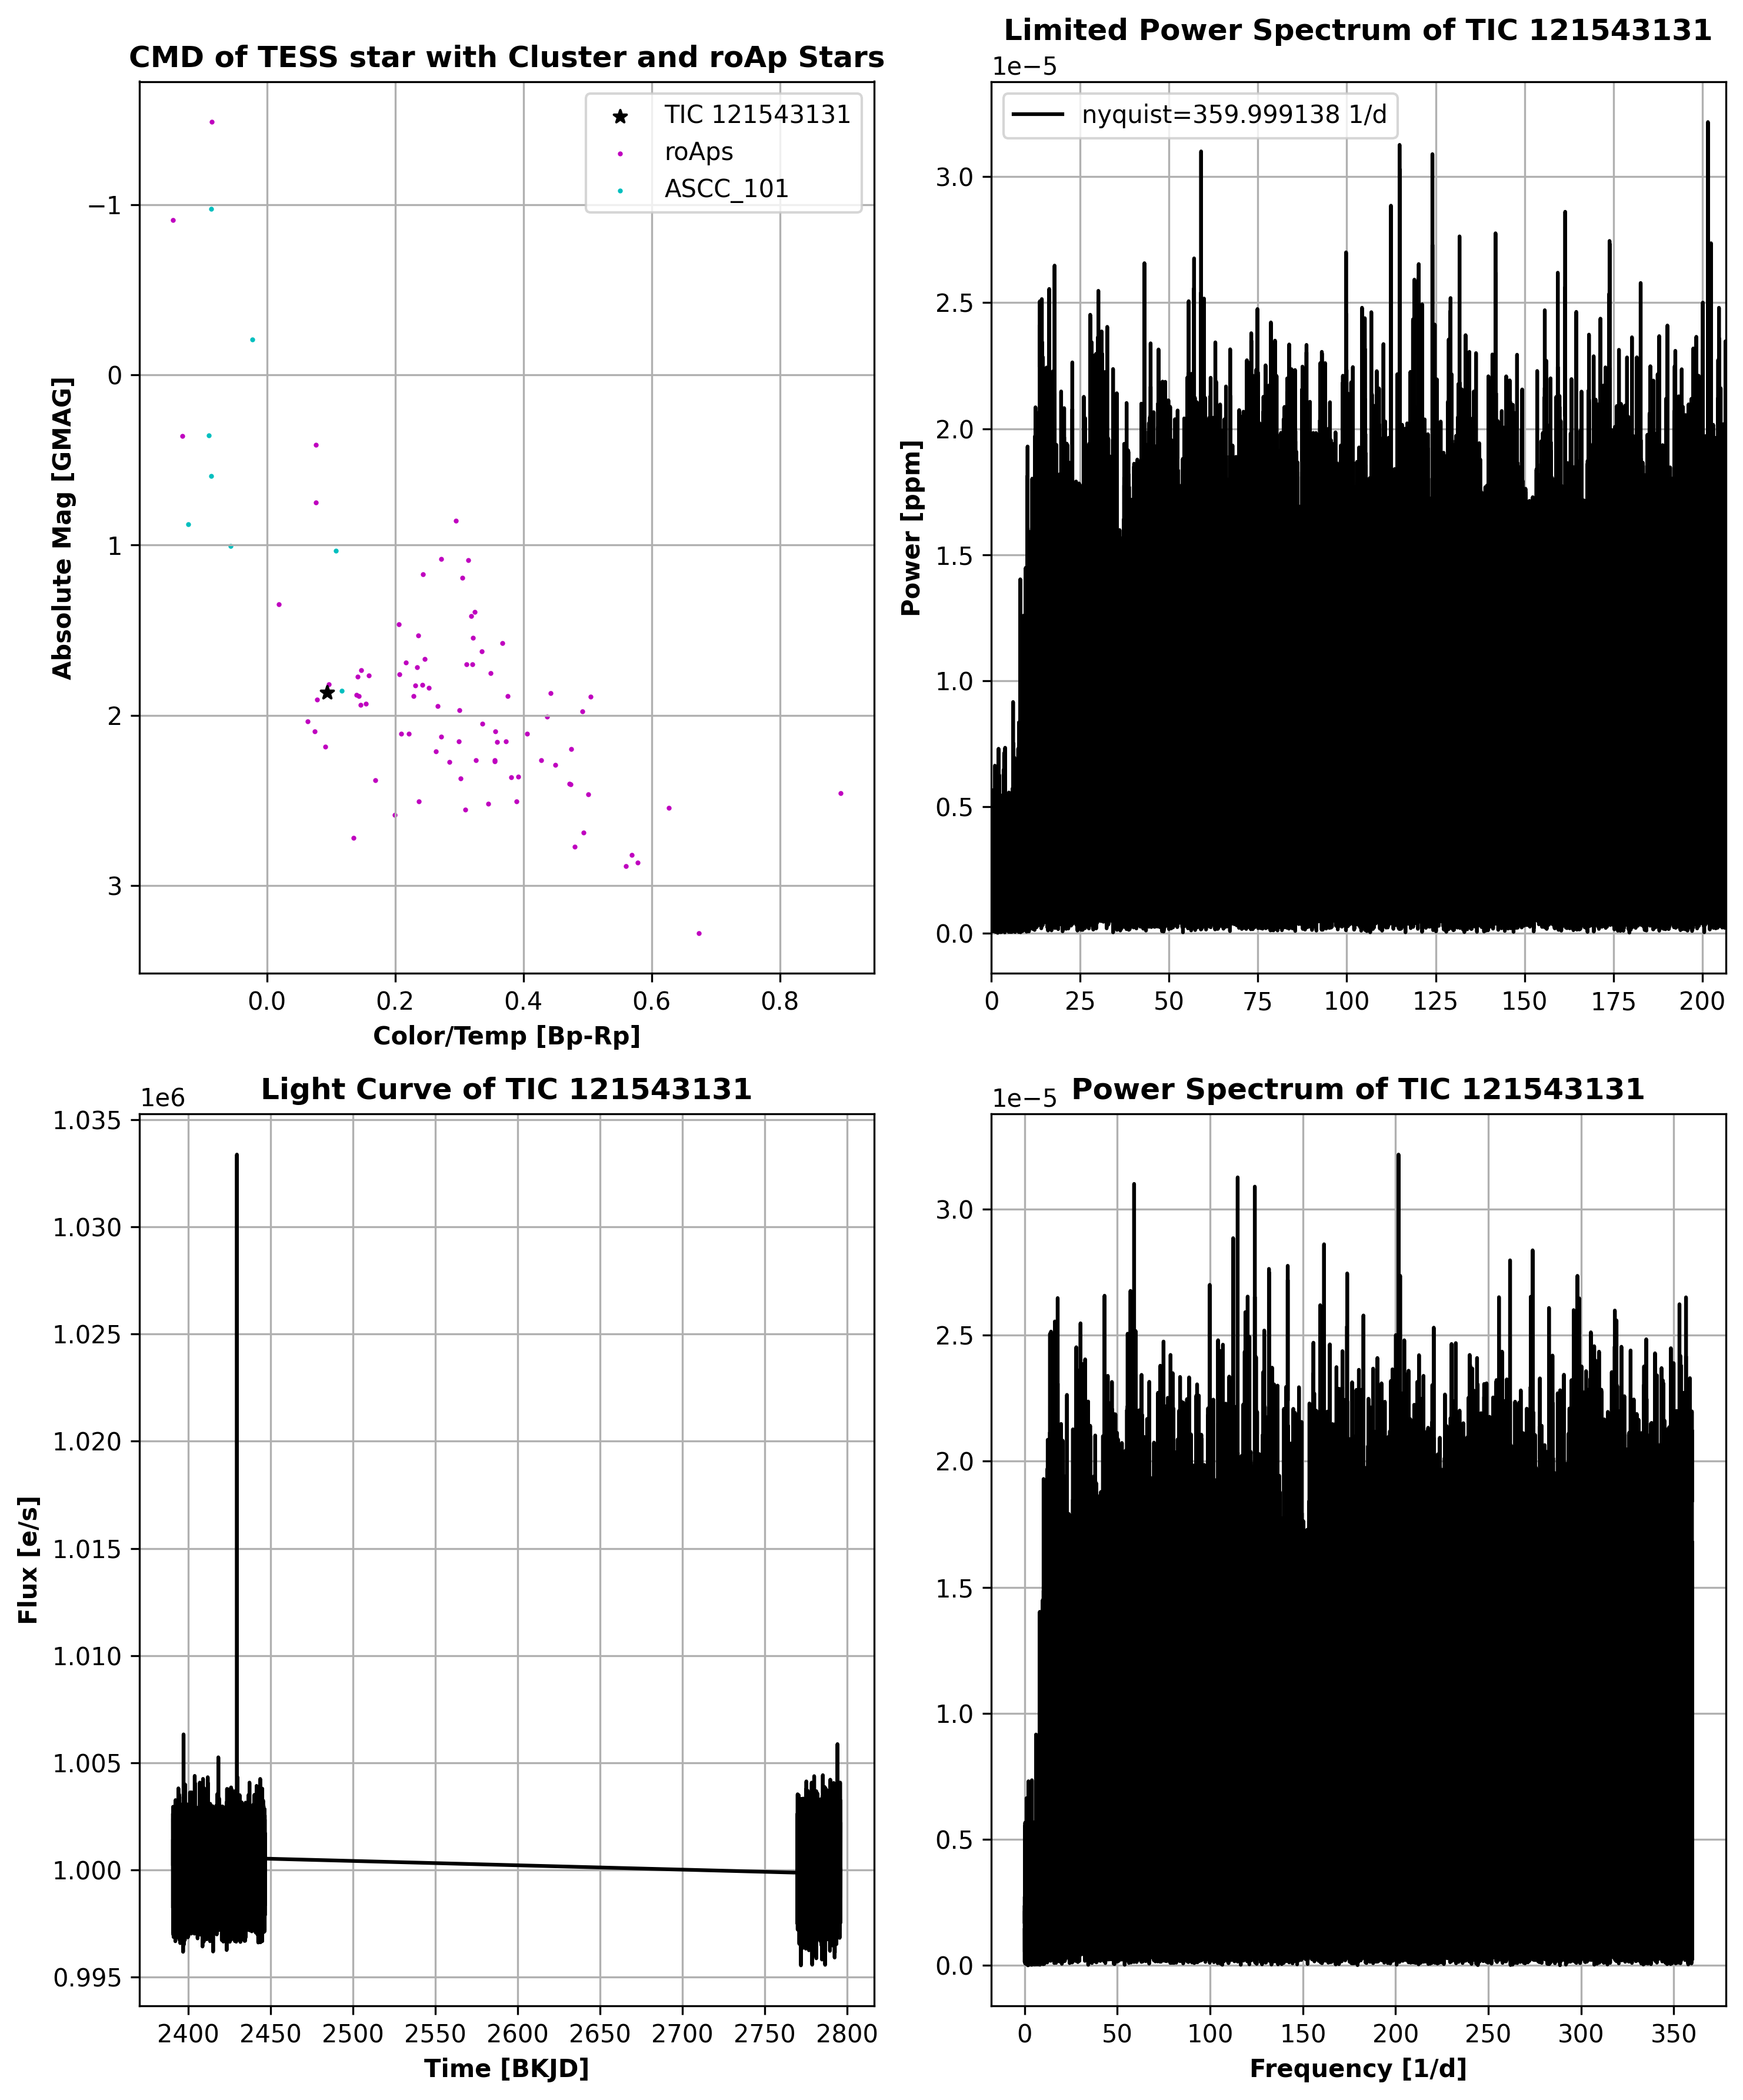 CMD of TESS star with Cluster and roAp Stars
TIC 121543131
roAps
ASCC_101
−1
0
1
2
3
Absolute Mag [GMAG]
0.0 0.2 0.4 0.6 0.8
Color/Temp [Bp-Rp]
Limited Power Spectrum of TIC 121543131
1e−5
nyquist=359.999138 1/d
3.0
2.5
2.0
1.5
1.0
0.5
0.0
Power [ppm]
0 25 50 75 100 125 150 175 200
Light Curve of TIC 121543131
1e6
1.035
1.030
1.025
1.020
1.015
1.010
1.005
1.000
0.995
Flux [e/s]
2400 2450 2500 2550 2600 2650 2700 2750 2800
Time [BKJD]
Power Spectrum of TIC 121543131
1e−5
3.0
2.5
2.0
1.5
1.0
0.5
0.0
0 50 100 150 200 250 300 350
Frequency [1/d]